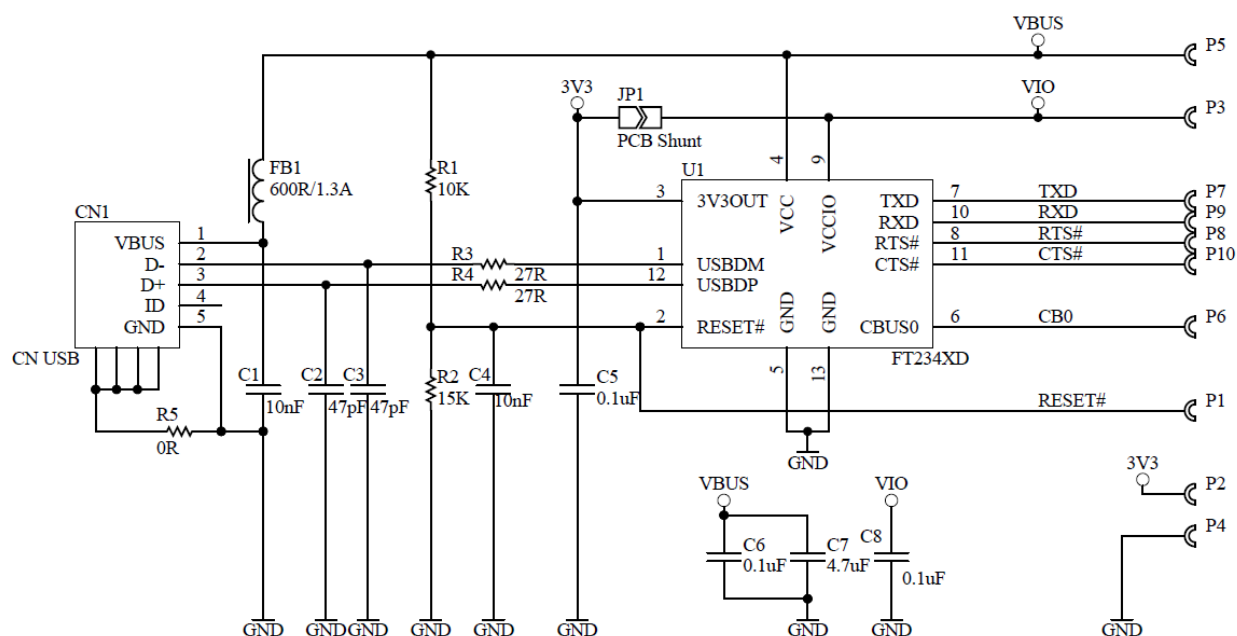 VBUS
P5
3V3
JP1
VIO
P3
PCB Shunt
FB1
600R/1.3A
R1
10K
U1
4
9
CN1
3
3V3OUT
VCC
VCCIO
TXD
7
TXD
P7
RXD
10
RXD
P9
VBUS
1
RTS#
8
RTS#
P8
D-
2
R3
27R
1
USBDM
CTS#
11
CTS#
P10
D+
3
R4
27R
12
USBDP
ID
4
GND
5
2
RESET#
GND
GND
CBUS0
6
CB0
P6
CN USB
FT234XD
C1
10nF
C2
47pF
C3
47pF
R2
15K
C4
10nF
C5
0.1uF
5
13
RESET#
P1
R5
0R
GND
3V3
P2
VBUS
VIO
P4
C6
0.1uF
C7
4.7uF
C8
0.1uF
GND
GND
GND
GND
GND
GND
GND
GND
GND